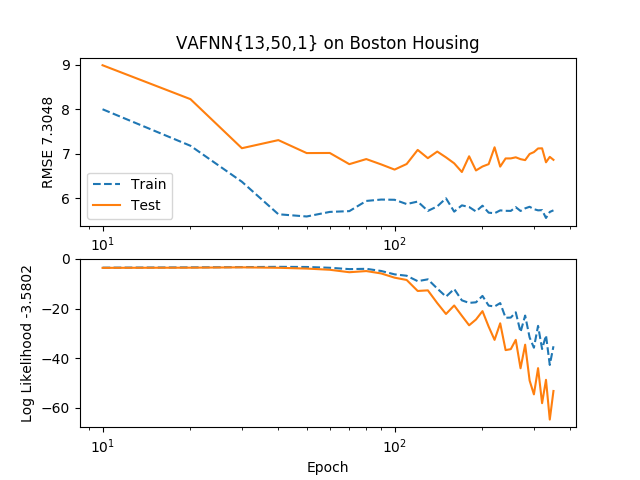 VAFNN{13,50,1} on Boston Housing
RMSE 7.3048
9
8
7
6
Train
Test
10¹
10²
Log Likelihood -3.5802
0
−20
−40
−60
10¹
10²
Epoch